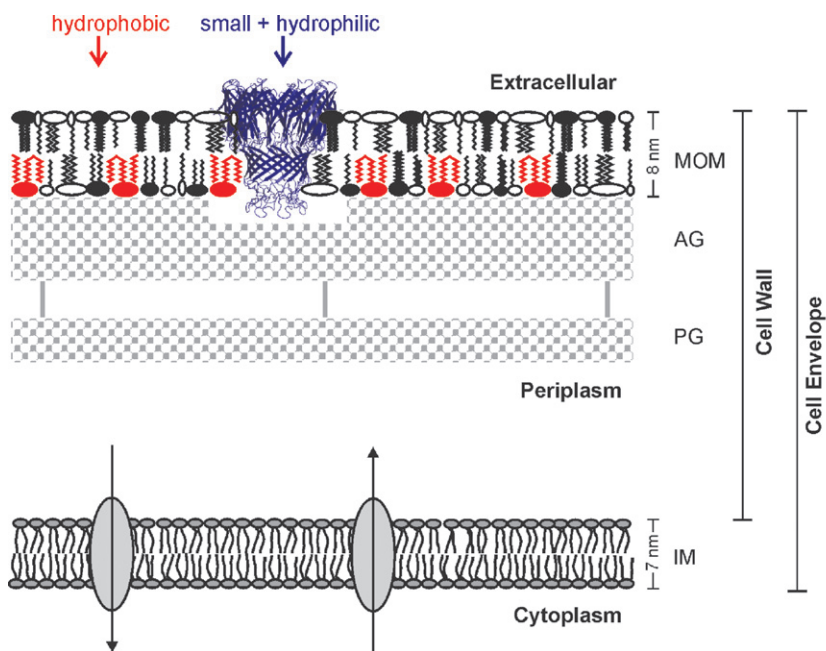 hydrophobic
small + hydrophilic
Extracellular
8 nm
MOM
AG
PG
Periplasm
Cell Wall
Cell Envelope
7 nm
IM
Cytoplasm